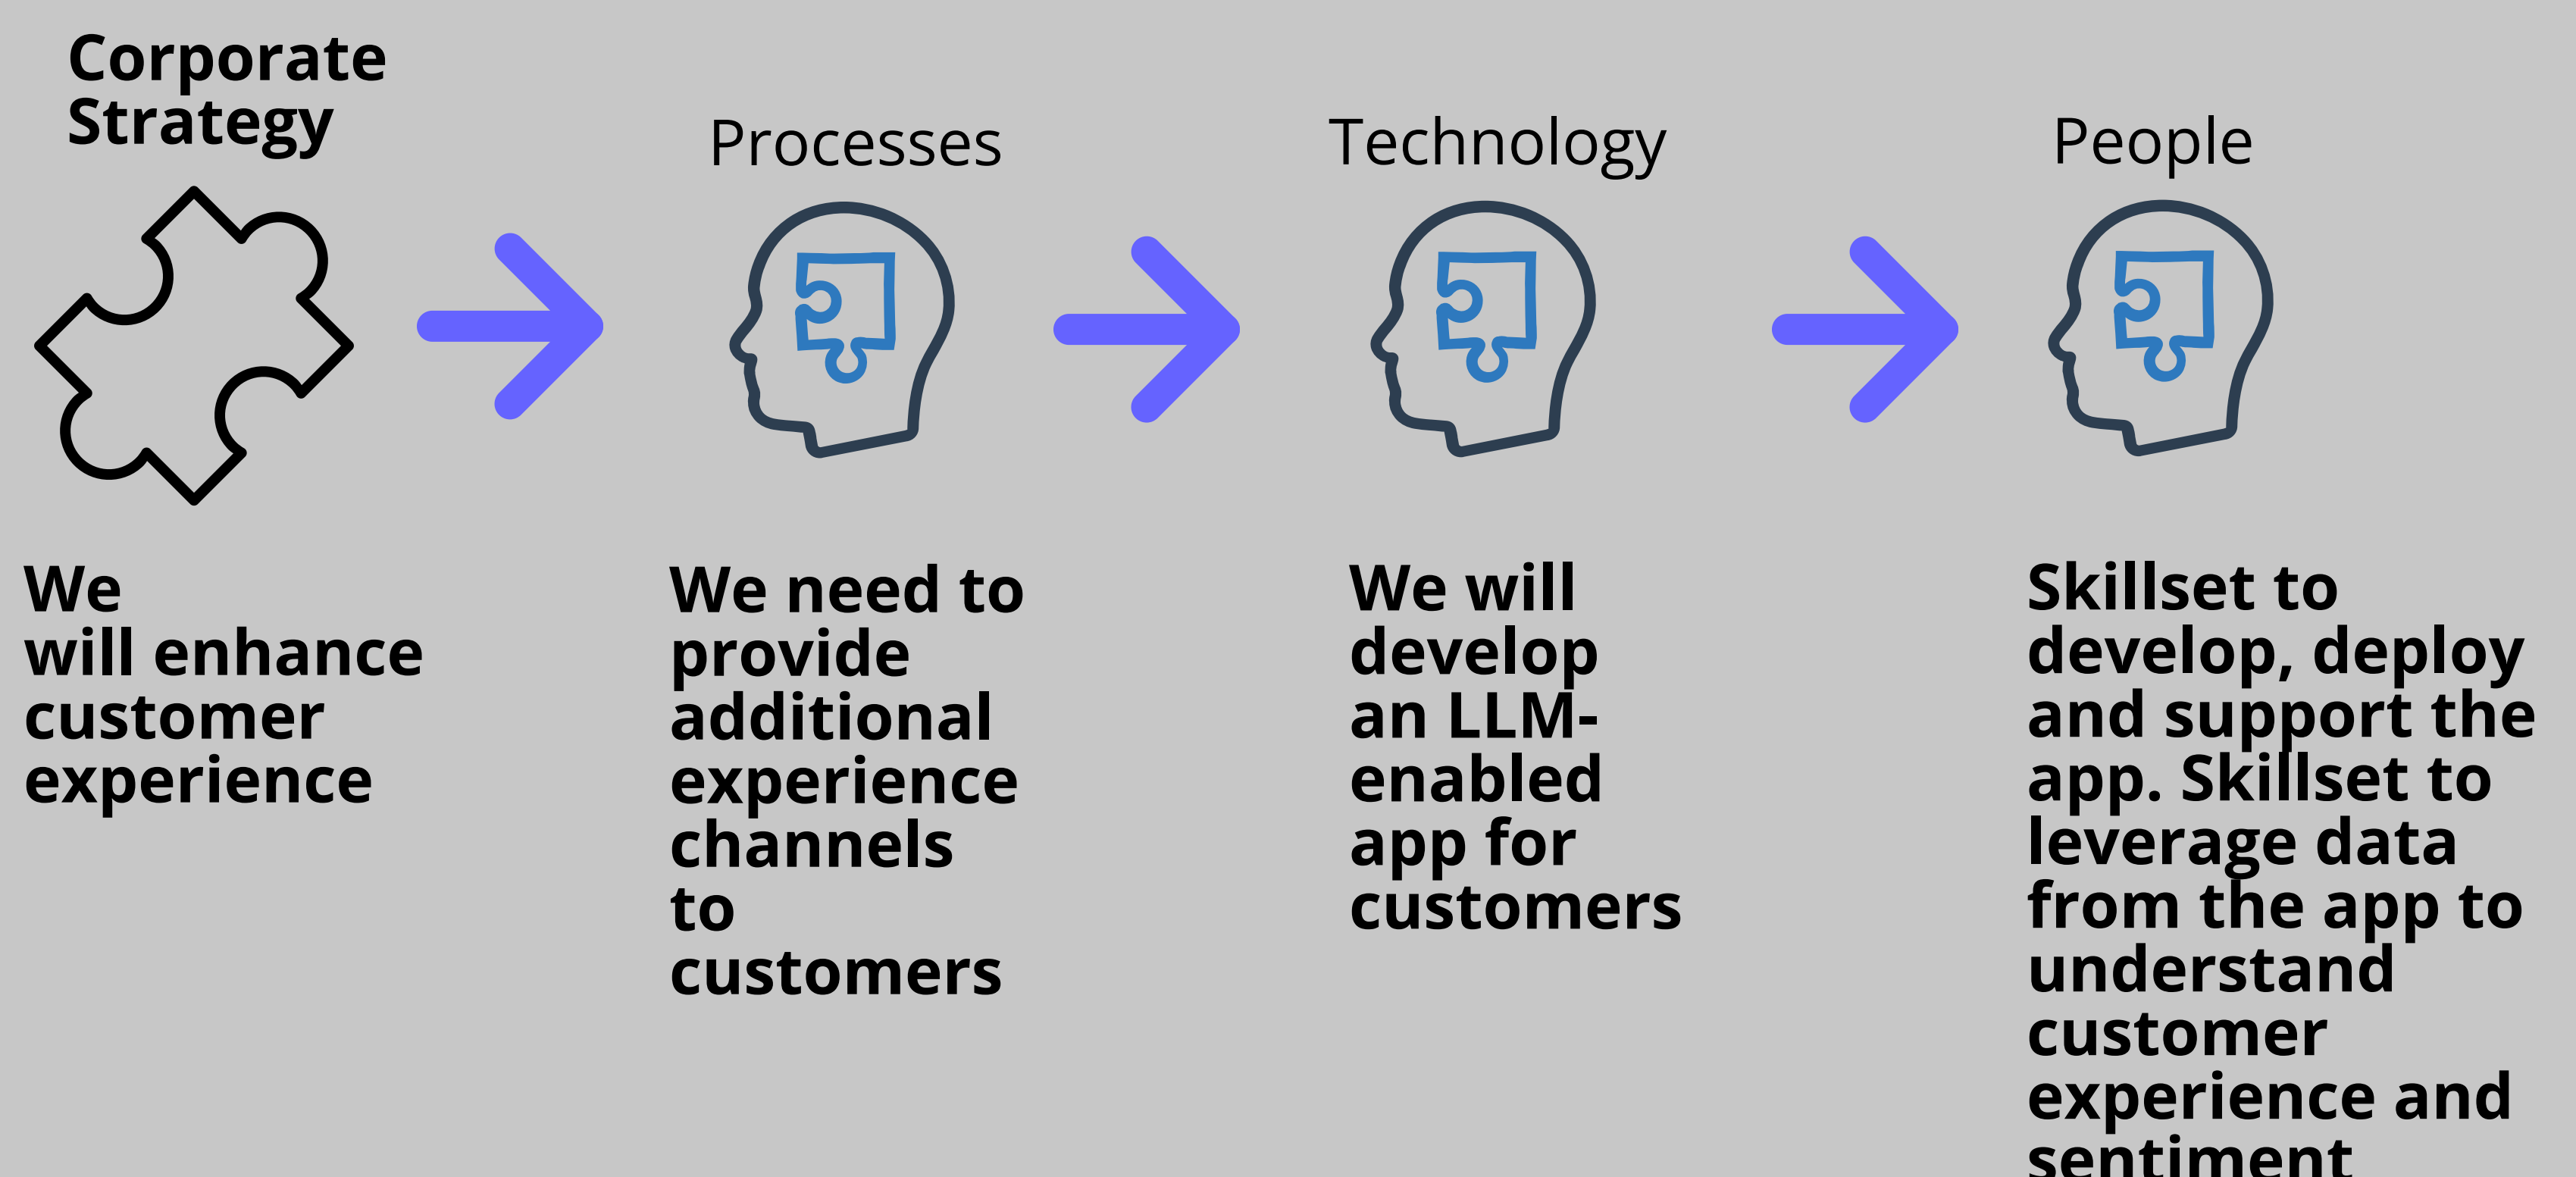 Corporate
Strategy
Processes
Technology
People
We
will enhance
customer
experience
We need to
provide
additional
experience
channels
to
customers
We will
develop
an LLM-
enabled
app for
customers
Skillset to
develop, deploy
and support the
app. Skillset to
leverage data
from the app to
understand
customer
experience and
sentiment